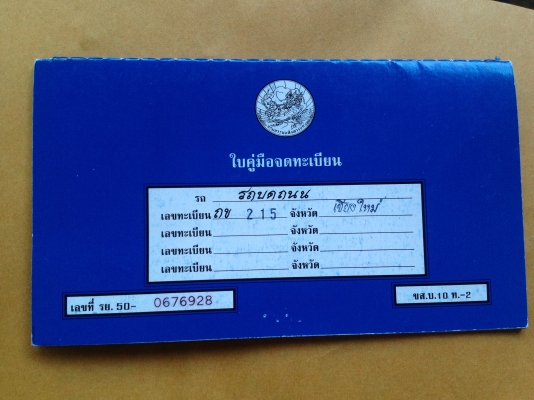 ใบคู่มือจดทะเบียน
รถ รถบดถนน
เลขทะเบียน ถข 215 จังหวัด เชียงใหม่
เลขทะเบียน จังหวัด
เลขทะเบียน จังหวัด
เลขทะเบียน จังหวัด
เลขที่ รย. 50- 0676928
ขส.บ.10 ท.-2